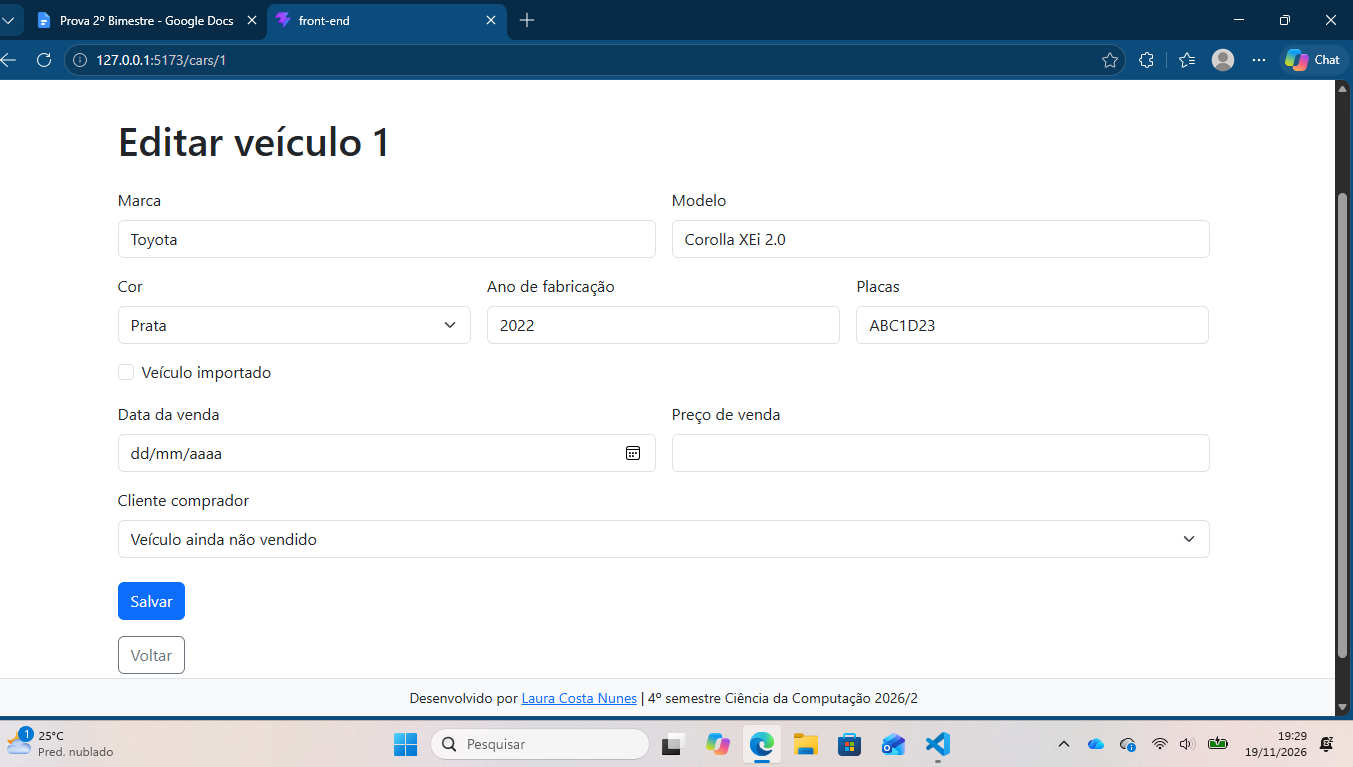 Prova 2º Bimestre - Google Docs
front-end
127.0.0.1:5173/cars/1
Chat
Editar veículo 1
Marca Modelo
Toyota Corolla XEi 2.0
Cor Ano de fabricação Placas
Prata 2022 ABC1D23
Veículo importado
Data da venda Preço de venda
dd/mm/aaaa
Cliente comprador
Veículo ainda não vendido
Salvar
Voltar
Desenvolvido por Laura Costa Nunes | 4º semestre Ciência da Computação 2026/2
1
25°C
Pred. nublado
Pesquisar
19:29
19/11/2026